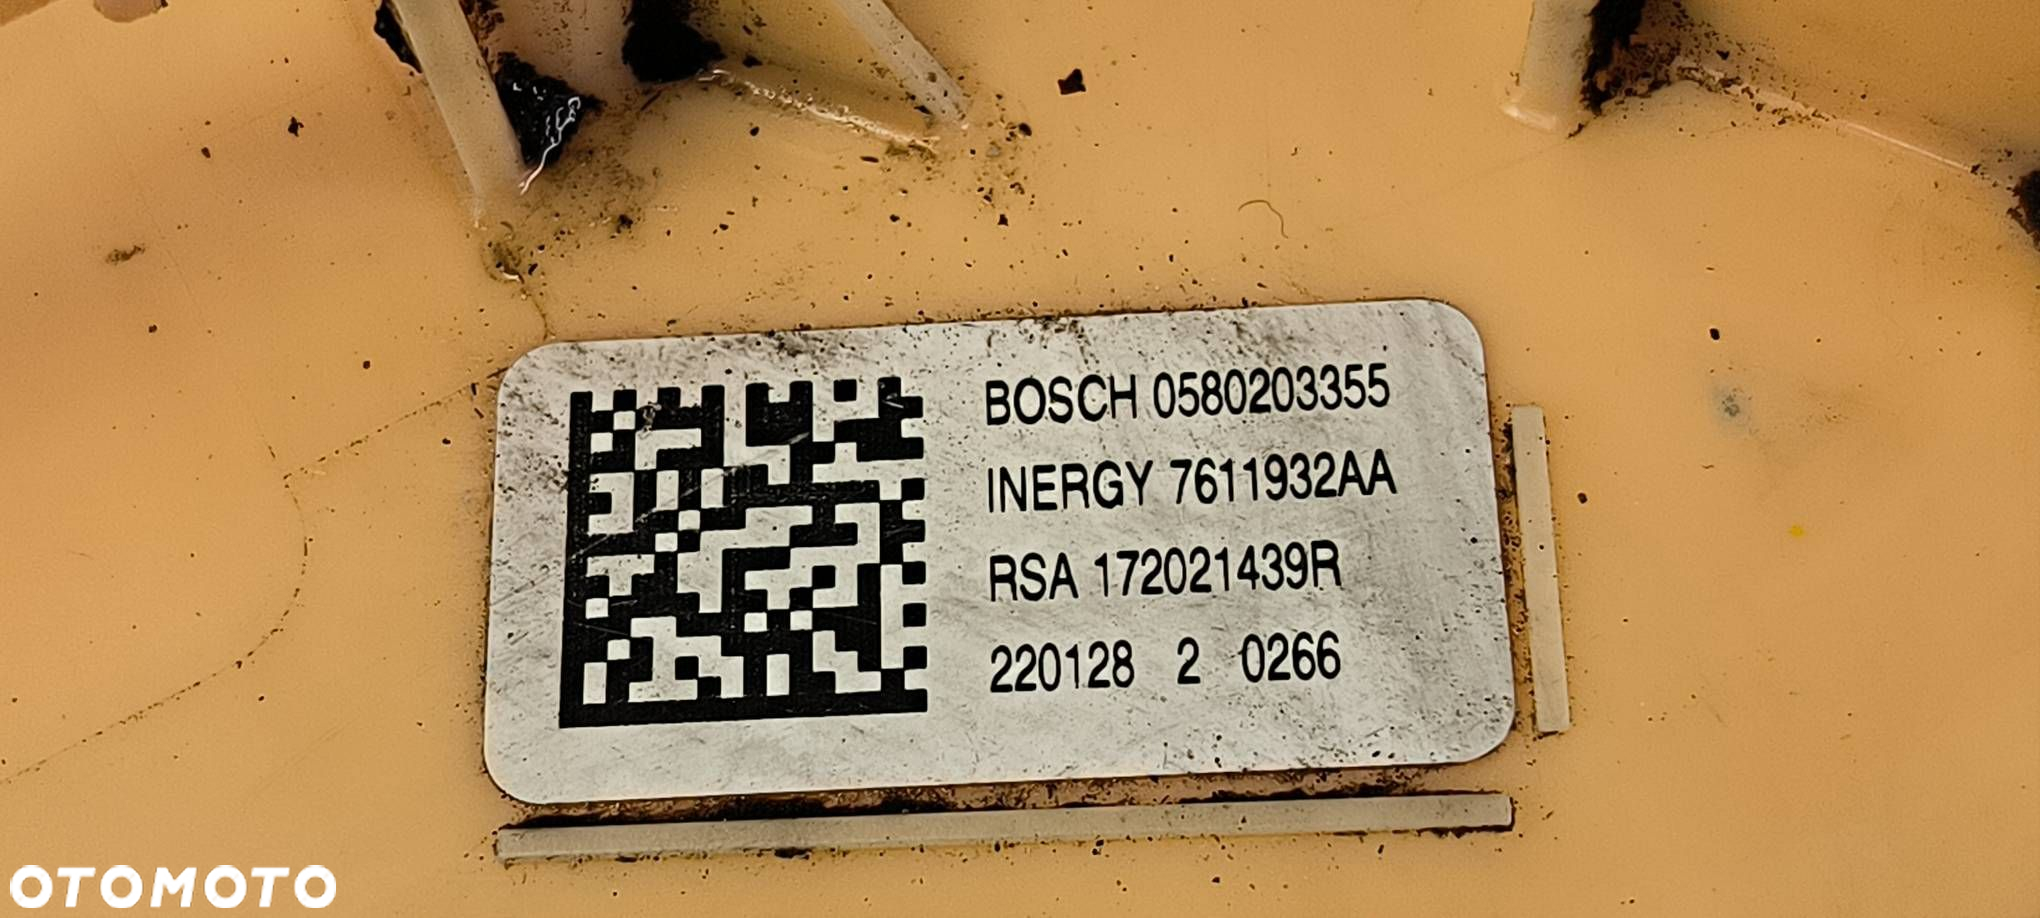 BOSCH 0580203355
INERGY 7611932AA
RSA 172021439R
220128 2 0266
OTOMOTO